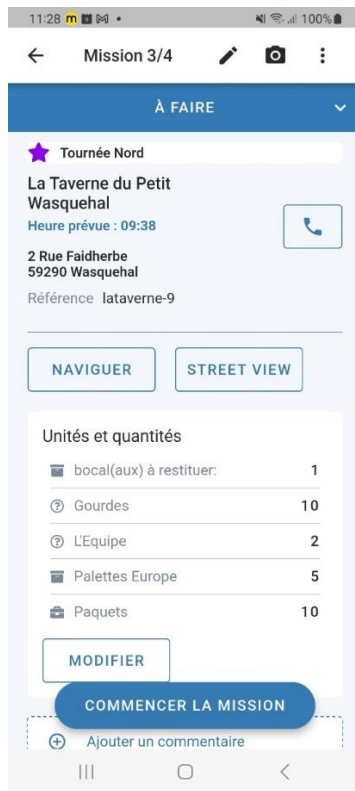 11:28 100%
Mission 3/4
À FAIRE
Tournée Nord
La Taverne du Petit
Wasquehal
Heure prévue : 09:38
2 Rue Faidherbe
59290 Wasquehal
Référence lataverne-9
NAVIGUER STREET VIEW
Unités et quantités
bocal(aux) à restituer: 1
Gourdes 10
L'Equipe 2
Palettes Europe 5
Paquets 10
MODIFIER
COMMENCER LA MISSION
Ajouter un commentaire